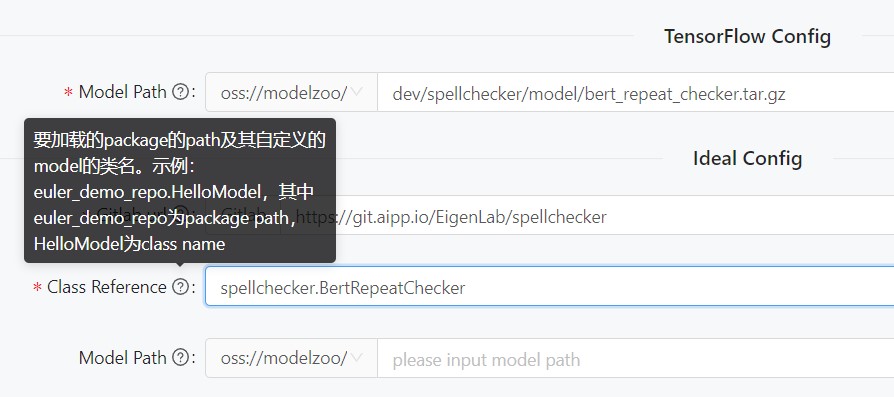 TensorFlow Config
* Model Path ?: oss://modelzoo/ dev/spellchecker/model/bert_repeat_checker.tar.gz
要加载的package的path及其自定义的
model的类名。示例：
euler_demo_repo.HelloModel，其中
euler_demo_repo为package path，
HelloModel为class name
Ideal Config
https://git.aipp.io/EigenLab/spellchecker
* Class Reference ?: spellchecker.BertRepeatChecker
Model Path ?: oss://modelzoo/ please input model path